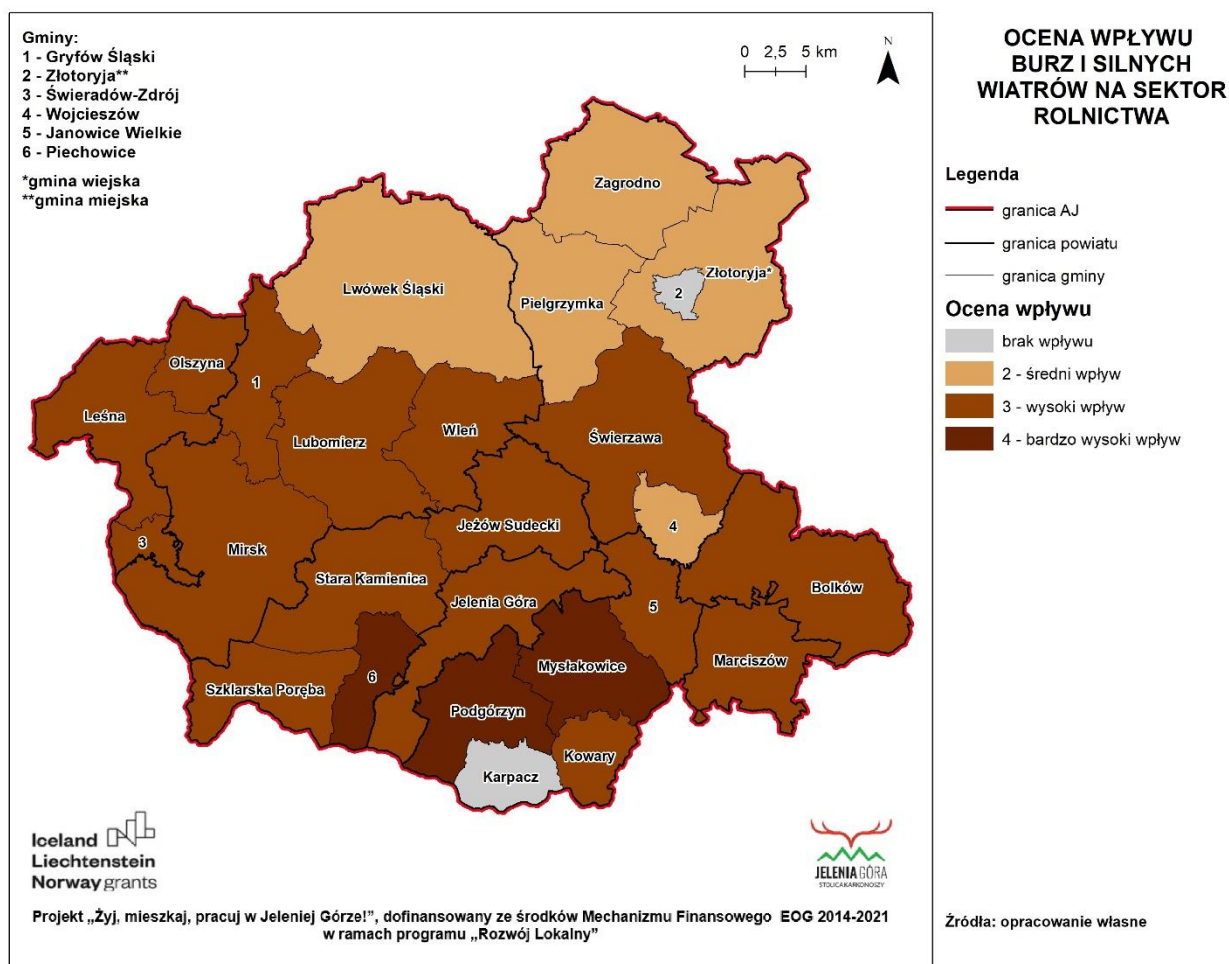 Gminy:
1 - Gryfów Śląski
2 - Złotoryja**
3 - Świeradów-Zdrój
4 - Wojcieszów
5 - Janowice Wielkie
6 - Piechowice
*gmina wiejska
**gmina miejska
N
0 2,5 5 km
OCENA WPŁYWU
BURZ I SILNYCH
WIATRÓW NA SEKTOR
ROLNICTWA
Legenda
granica AJ
granica powiatu
granica gminy
Ocena wpływu
brak wpływu
2 - średni wpływ
3 - wysoki wpływ
4 - bardzo wysoki wpływ
Zagrodno
Złotoryja*
2
Lwówek Śląski
Pielgrzymka
Olszyna
1
Leśna
Lubomierz
Wleń
Świerzawa
4
Jeżów Sudecki
3
Mirsk
Stara Kamienica
Jelenia Góra
5
Bolków
Mysłakowice
Marciszów
6
Szklarska Poręba
Podgórzyn
Kowary
Karpacz
Iceland
Liechtenstein
Norway grants
JELENIA GÓRA
STOLICA KARKONOSZY
Projekt „Żyj, mieszkaj, pracuj w Jeleniej Górze!”, dofinansowany ze środków Mechanizmu Finansowego EOG 2014-2021
w ramach programu „Rozwój Lokalny”
Źródła: opracowanie własne